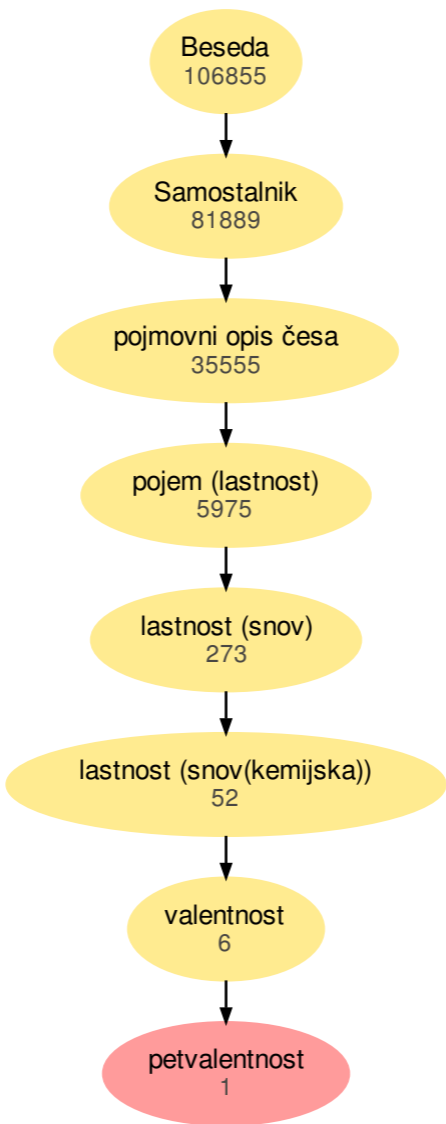 Beseda
106855
Samostalnik
81889
pojmovni opis česa
35555
pojem (lastnost)
5975
lastnost (snov)
273
lastnost (snov(kemijska))
52
valentnost
6
petvalentnost
1